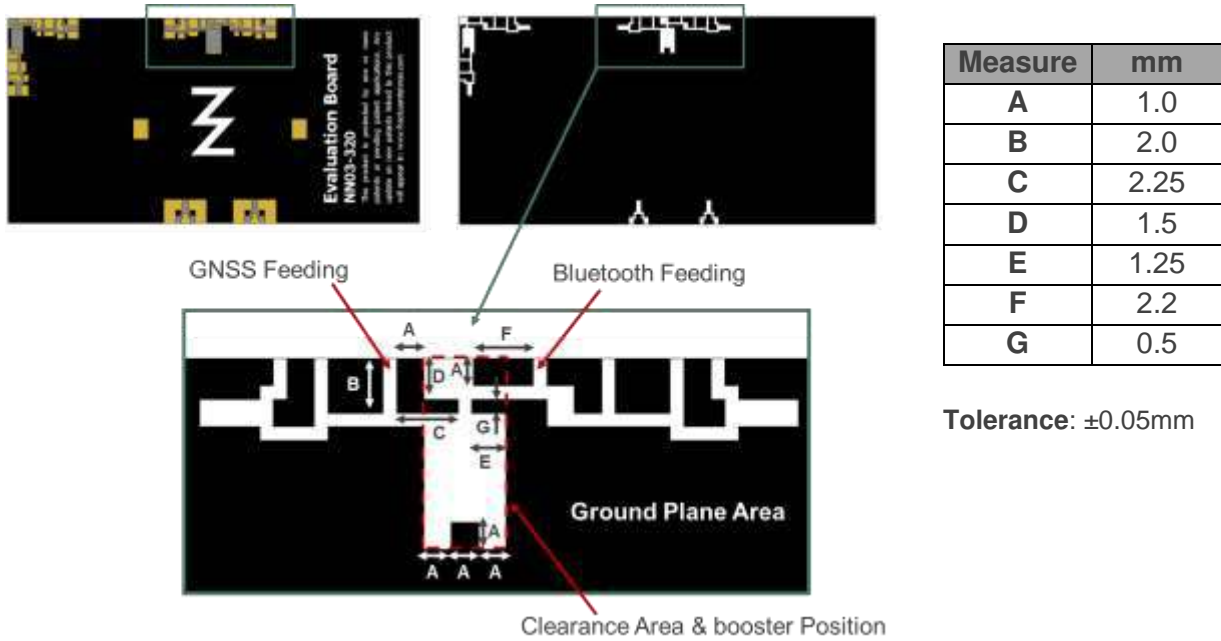 Evaluation Board
NN03-320
GNSS Feeding
Bluetooth Feeding
A
F
B
D
A
C
G
E
Ground Plane Area
A
A
A
A
Clearance Area & booster Position
Measure mm
A 1.0
B 2.0
C 2.25
D 1.5
E 1.25
F 2.2
G 0.5
Tolerance: ±0.05mm